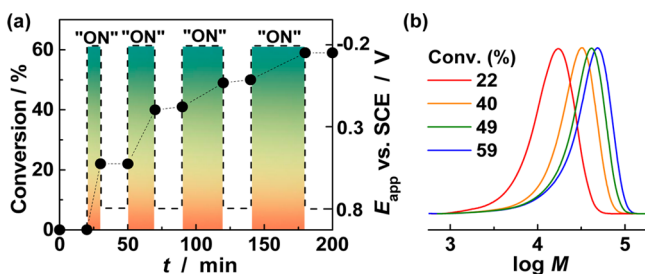 (a)
"ON" "ON" "ON" "ON"
60
40
20
0
Conversion / %
0 50 100 150 200
t / min
-0.2
0.3
0.8
E_app vs. SCE / V
(b)
Conv. (%)
22
40
49
59
3 4 5
log M